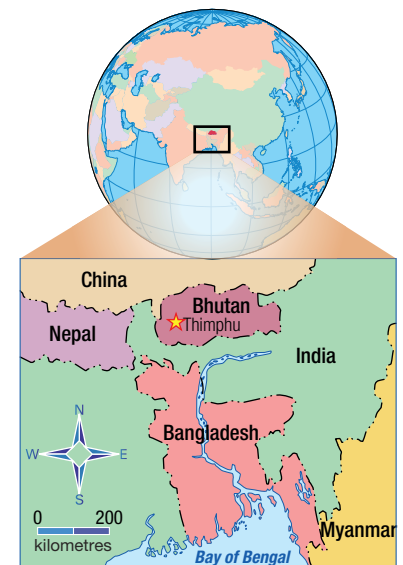 China
Bhutan
Thimphu
Nepal
India
Bangladesh
N
W E
S
0 200
kilometres
Myanmar
Bay of Bengal